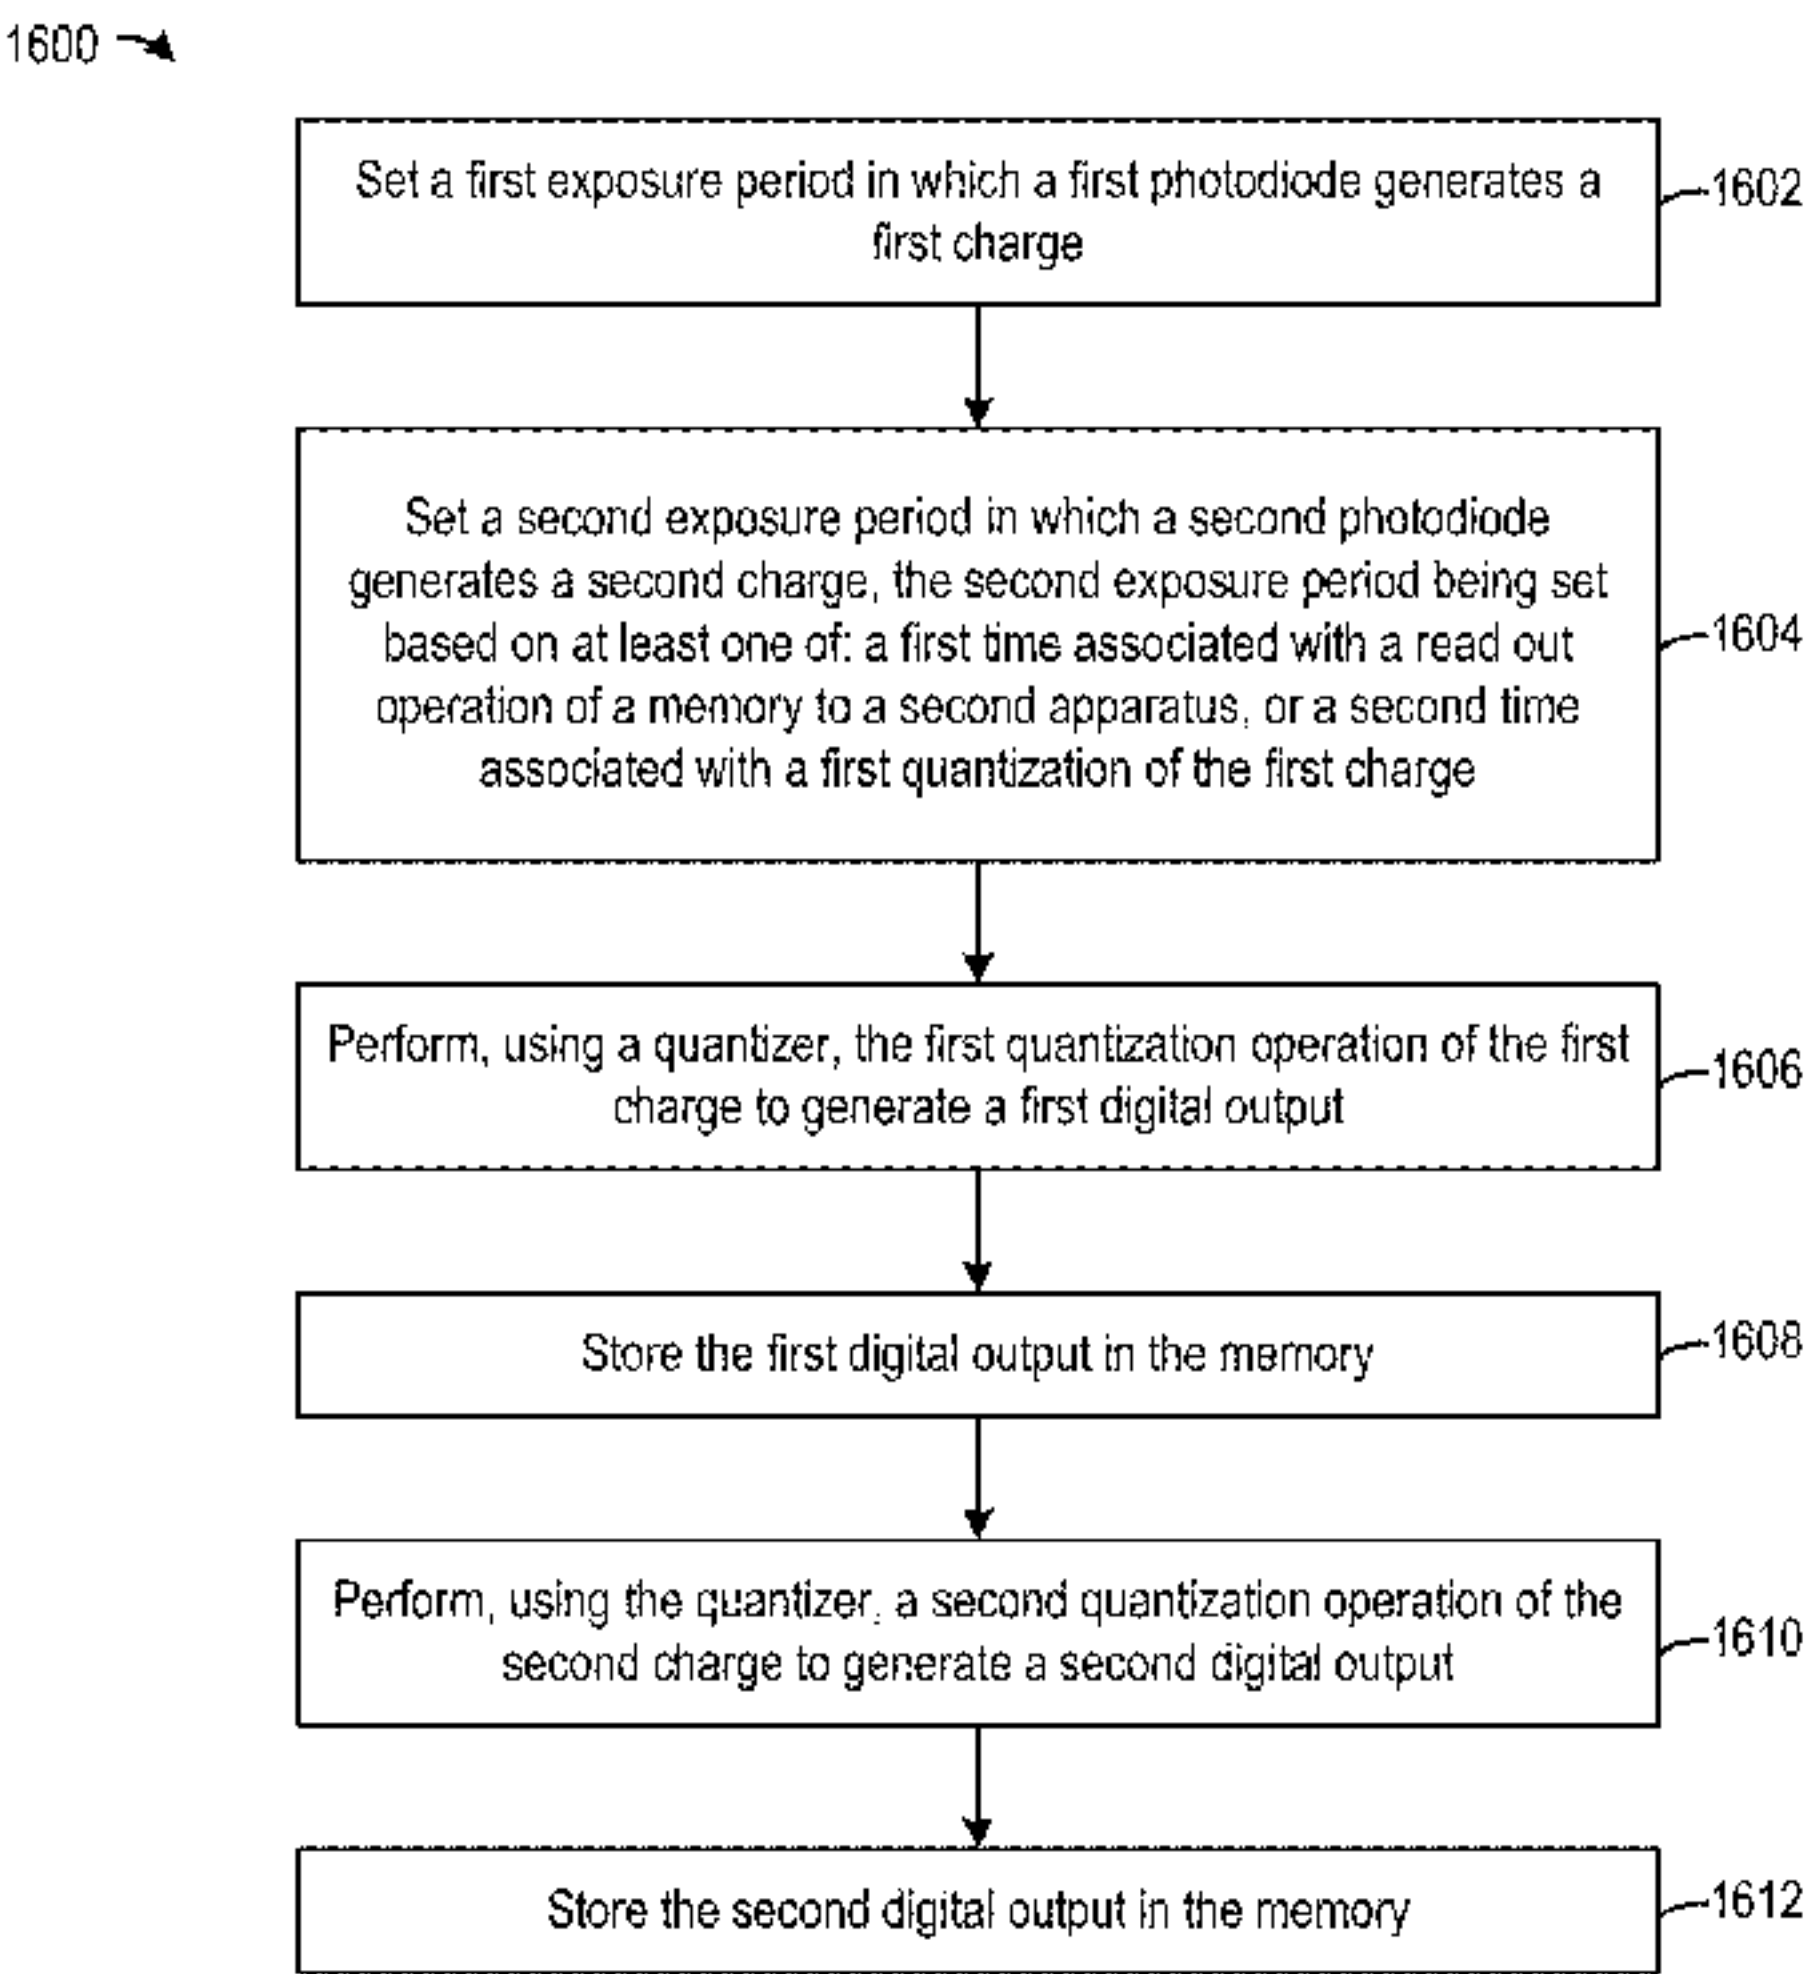 1600
Set a first exposure period in which a first photodiode generates a
first charge
1602
Set a second exposure period in which a second photodiode
generates a second charge, the second exposure period being set
based on at least one of: a first time associated with a read out
operation of a memory to a second apparatus, or a second time
associated with a first quantization of the first charge
1604
Perform, using a quantizer, the first quantization operation of the first
charge to generate a first digital output
1606
Store the first digital output in the memory
1608
Perform, using the quantizer, a second quantization operation of the
second charge to generate a second digital output
1610
Store the second digital output in the memory
1612